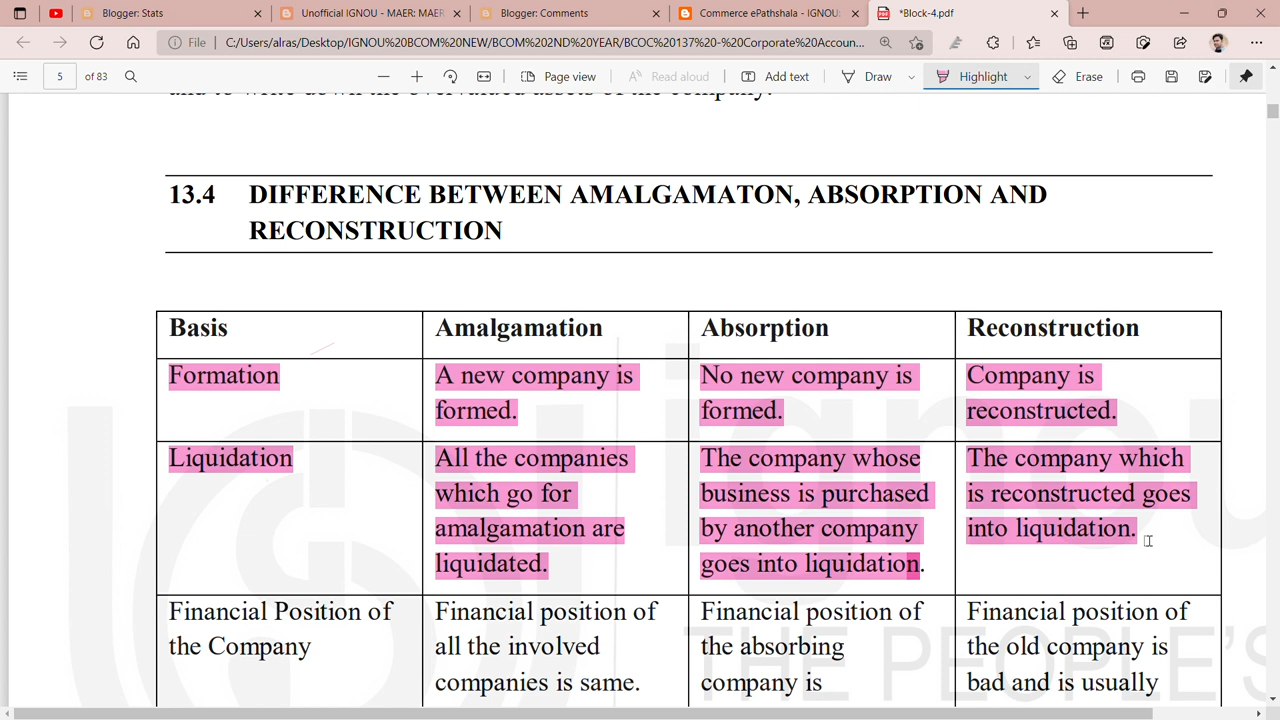 Blogger: Stats
Unofficial IGNOU - MAER: MAER
Blogger: Comments
Commerce ePathshala - IGNOU:
*Block-4.pdf
File C:/Users/alras/Desktop/IGNOU%20BCOM%20NEW/BCOM%202ND%20YEAR/BCOC%20137%20-%20Corporate%20Accoun...
5 of 83
Page view
Read aloud
Add text
Draw
Highlight
Erase
13.4 DIFFERENCE BETWEEN AMALGAMATON, ABSORPTION AND
RECONSTRUCTION
Basis Amalgamation Absorption Reconstruction
Formation
A new company is
formed.
No new company is
formed.
Company is
reconstructed.
Liquidation
All the companies
which go for
amalgamation are
liquidated.
The company whose
business is purchased
by another company
goes into liquidation.
The company which
is reconstructed goes
into liquidation.
Financial Position of
the Company
Financial position of
all the involved
companies is same.
Financial position of
the absorbing
company is
Financial position of
the old company is
bad and is usually
ignou
THE PEOPLE'S